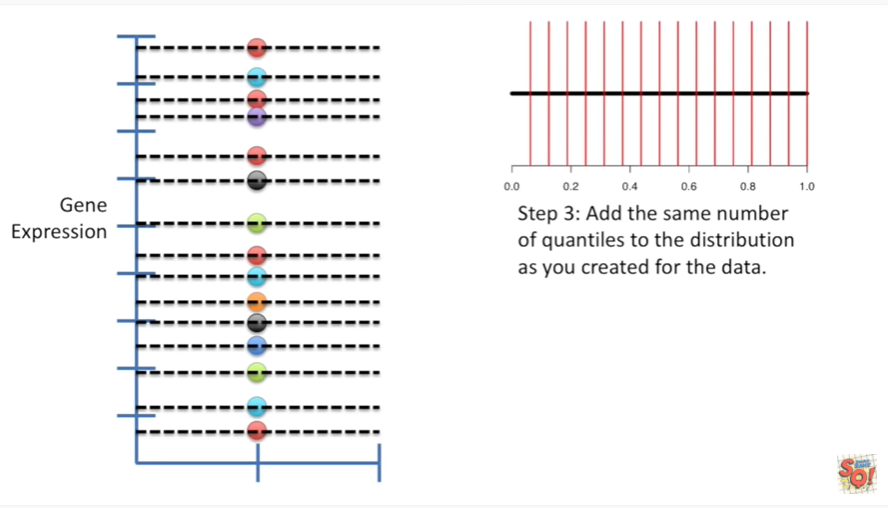 Gene
Expression
0.0 0.2 0.4 0.6 0.8 1.0
Step 3: Add the same number
of quantiles to the distribution
as you created for the data.